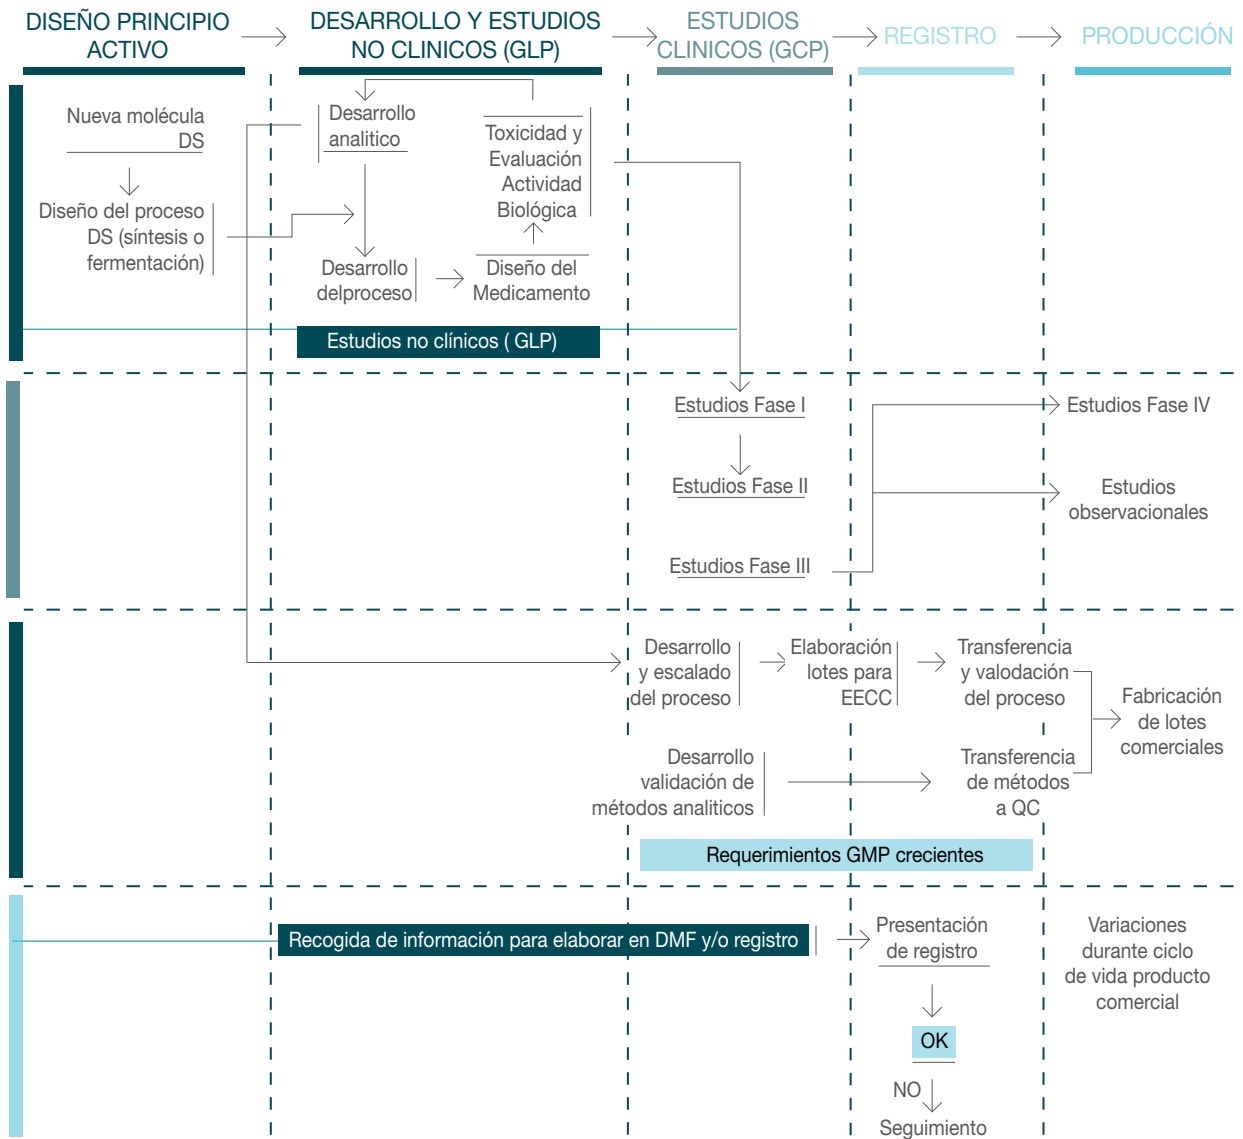 DISEÑO PRINCIPIO
ACTIVO
DESARROLLO Y ESTUDIOS
NO CLINICOS (GLP)
ESTUDIOS
CLINICOS (GCP)
REGISTRO
PRODUCCIÓN
Nueva molécula
DS
Diseño del proceso
DS (síntesis o
fermentación)
Desarrollo
analitico
Toxicidad y
Evaluación
Actividad
Biológica
Desarrollo
delproceso
Diseño del
Medicamento
Estudios no clínicos ( GLP)
Estudios Fase I
Estudios Fase II
Estudios Fase III
Estudios Fase IV
Estudios
observacionales
Desarrollo
y escalado
del proceso
Elaboración
lotes para
EECC
Transferencia
y valodación
del proceso
Fabricación
de lotes
comerciales
Desarrollo
validación de
métodos analiticos
Transferencia
de métodos
a QC
Requerimientos GMP crecientes
Recogida de información para elaborar en DMF y/o registro
Presentación
de registro
OK
NO
Seguimiento
Variaciones
durante ciclo
de vida producto
comercial